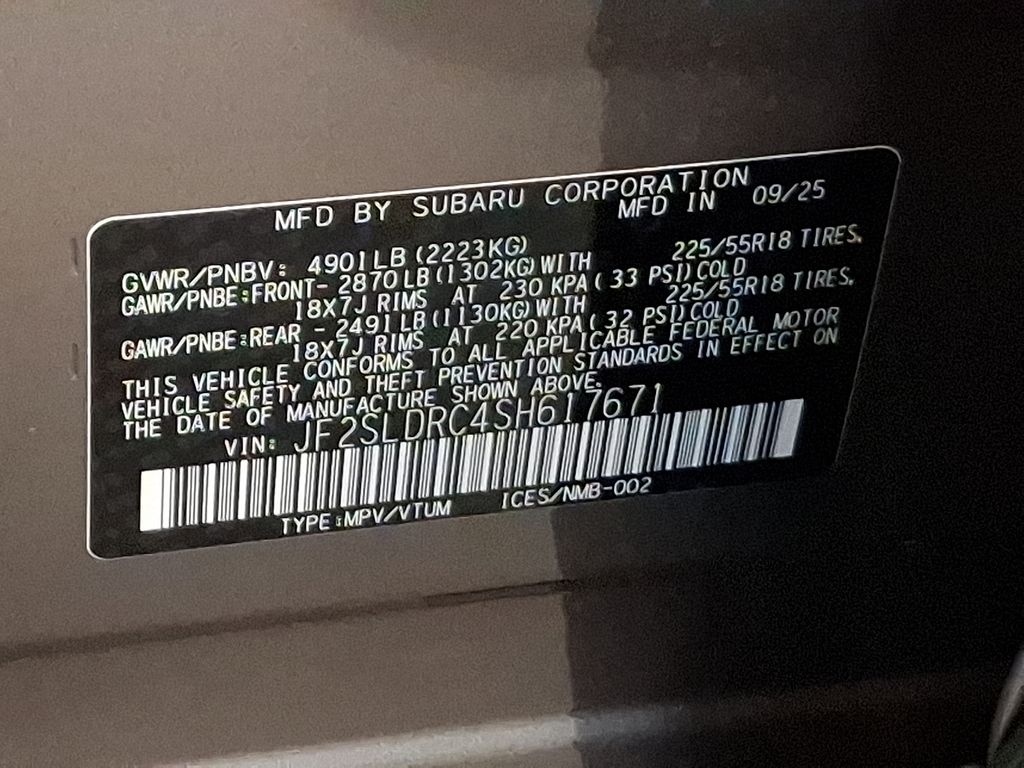 MFD BY SUBARU CORPORATION
MFD IN 09/25
GVWR/PNBV: 4901LB (2223KG)
GAWR/PNBE:FRONT- 2870LB(1302KG)WITH 225/55R18 TIRES.
18X7J RIMS AT 230 KPA( 33 PSI)COLD
GAWR/PNBE:REAR - 2491LB(1130KG)WITH 225/55R18 TIRES.
18X7J RIMS AT 220 KPA( 32 PSI)COLD
THIS VEHICLE CONFORMS TO ALL APPLICABLE FEDERAL MOTOR
VEHICLE SAFETY AND THEFT PREVENTION STANDARDS IN EFFECT ON
THE DATE OF MANUFACTURE SHOWN ABOVE.
VIN: JF2SLDRC4SH617671
TYPE:MPV/VTUM ICES/NMB-002